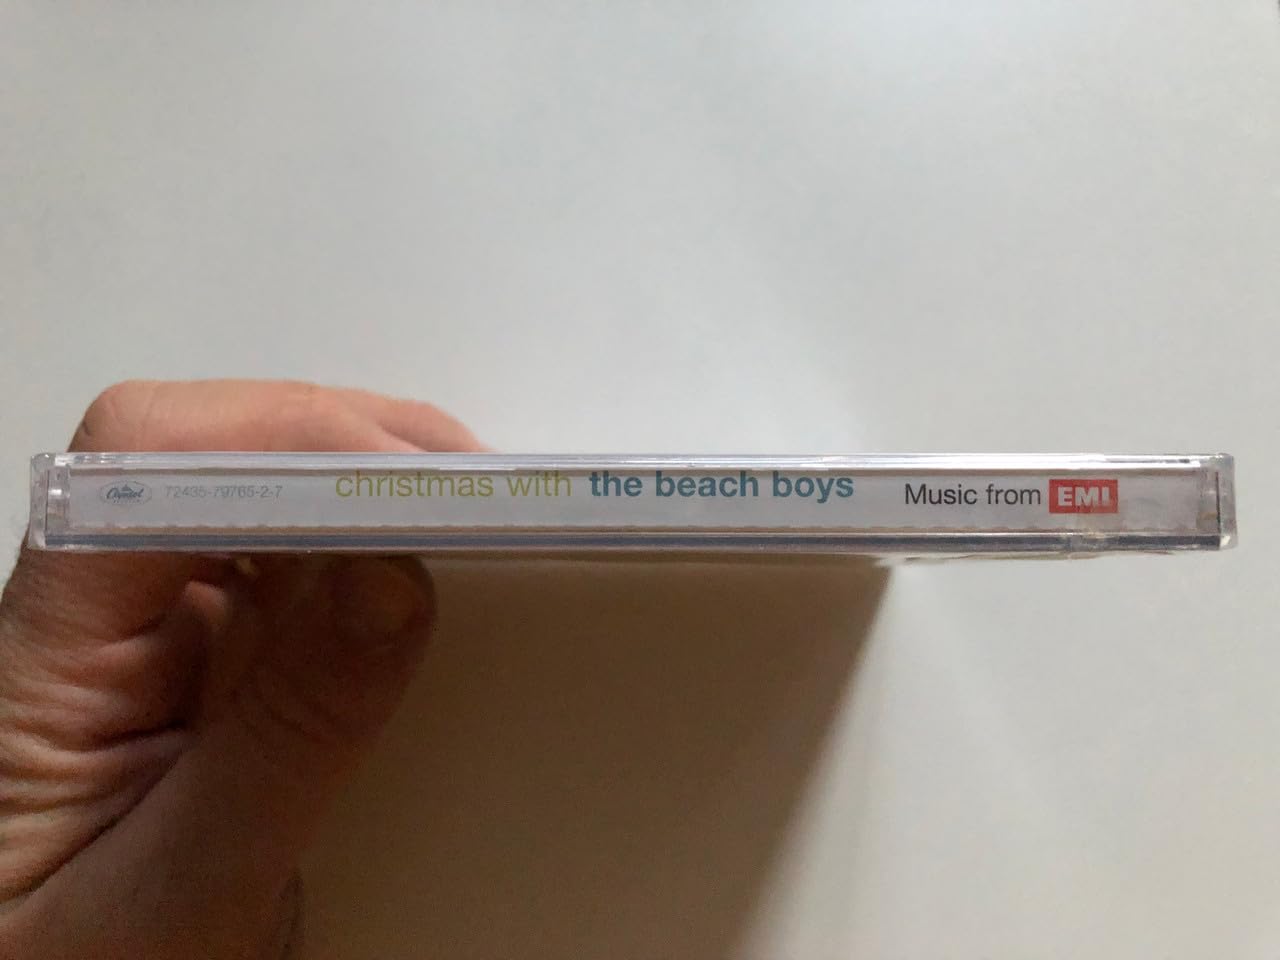 Capitol 72435-79765-2-7 christmas with the beach boys Music from EMI